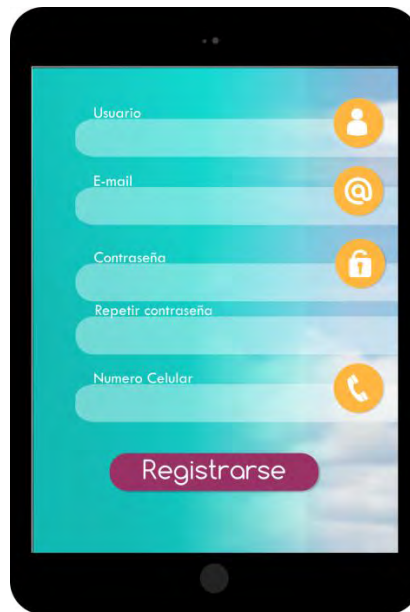 Usuario
E-mail
Contraseña
Repetir contraseña
Numero Celular
Registrarse